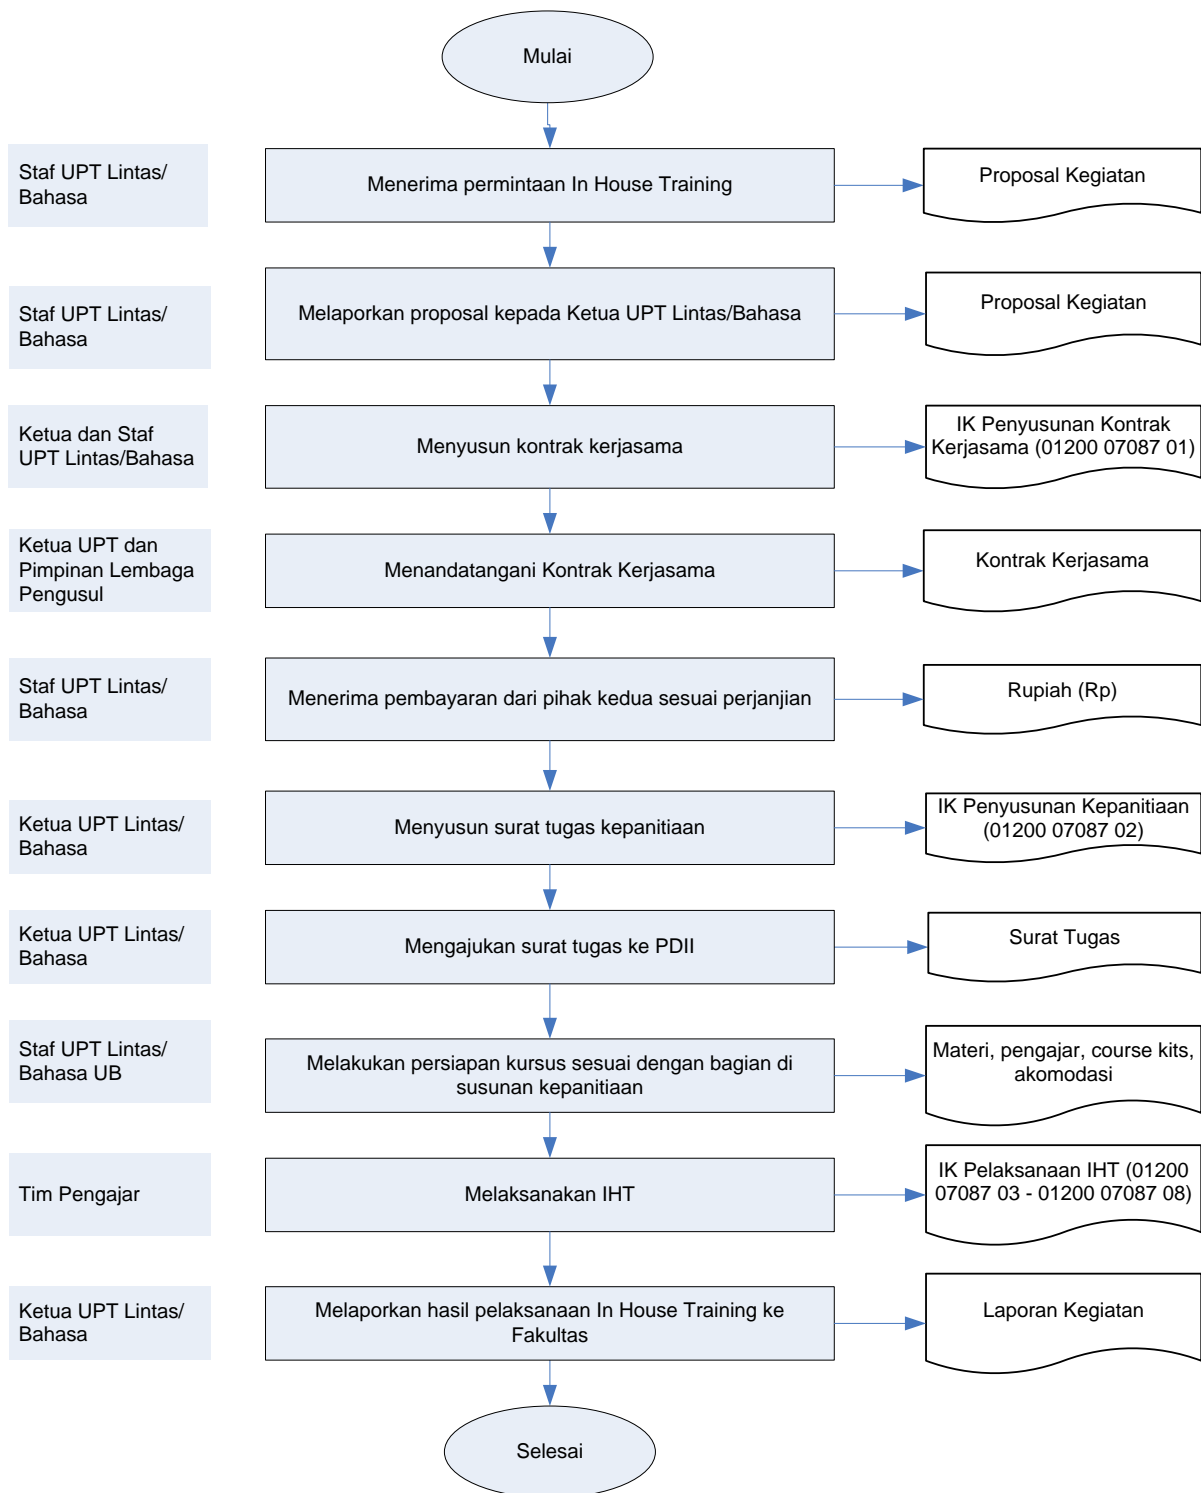 Mulai
Staf UPT Lintas/
Bahasa
Menerima permintaan In House Training
Proposal Kegiatan
Staf UPT Lintas/
Bahasa
Melaporkan proposal kepada Ketua UPT Lintas/Bahasa
Proposal Kegiatan
Ketua dan Staf
UPT Lintas/Bahasa
Menyusun kontrak kerjasama
IK Penyusunan Kontrak
Kerjasama (01200 07087 01)
Ketua UPT dan
Pimpinan Lembaga
Pengusul
Menandatangani Kontrak Kerjasama
Kontrak Kerjasama
Staf UPT Lintas/
Bahasa
Menerima pembayaran dari pihak kedua sesuai perjanjian
Rupiah (Rp)
Ketua UPT Lintas/
Bahasa
Menyusun surat tugas kepanitiaan
IK Penyusunan Kepanitiaan
(01200 07087 02)
Ketua UPT Lintas/
Bahasa
Mengajukan surat tugas ke PDII
Surat Tugas
Staf UPT Lintas/
Bahasa UB
Melakukan persiapan kursus sesuai dengan bagian di
susunan kepanitiaan
Materi, pengajar, course kits,
akomodasi
Tim Pengajar
Melaksanakan IHT
IK Pelaksanaan IHT (01200
07087 03 - 01200 07087 08)
Ketua UPT Lintas/
Bahasa
Melaporkan hasil pelaksanaan In House Training ke
Fakultas
Laporan Kegiatan
Selesai